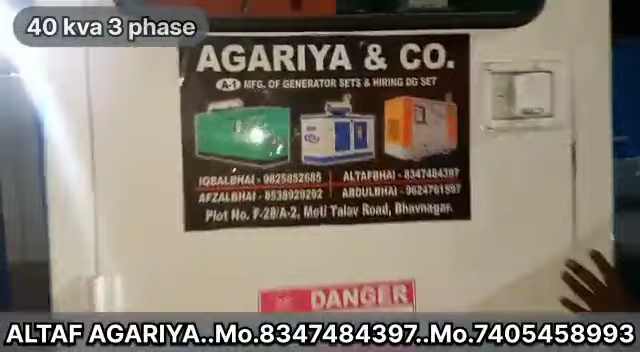 40 kva 3 phase
AGARIYA & CO.
A-1 MFG. OF GENERATOR SETS & HIRING DG SET
IQBALBHAI - 9825852685 ALTAFBHAI - 8347484397
AFZALBHAI - 8538929292 ABDULBHAI - 9624761597
Plot No. F-28/A-2, Moti Talav Road, Bhavnagar.
DANGER
ALTAF AGARIYA..Mo.8347484397..Mo.7405458993